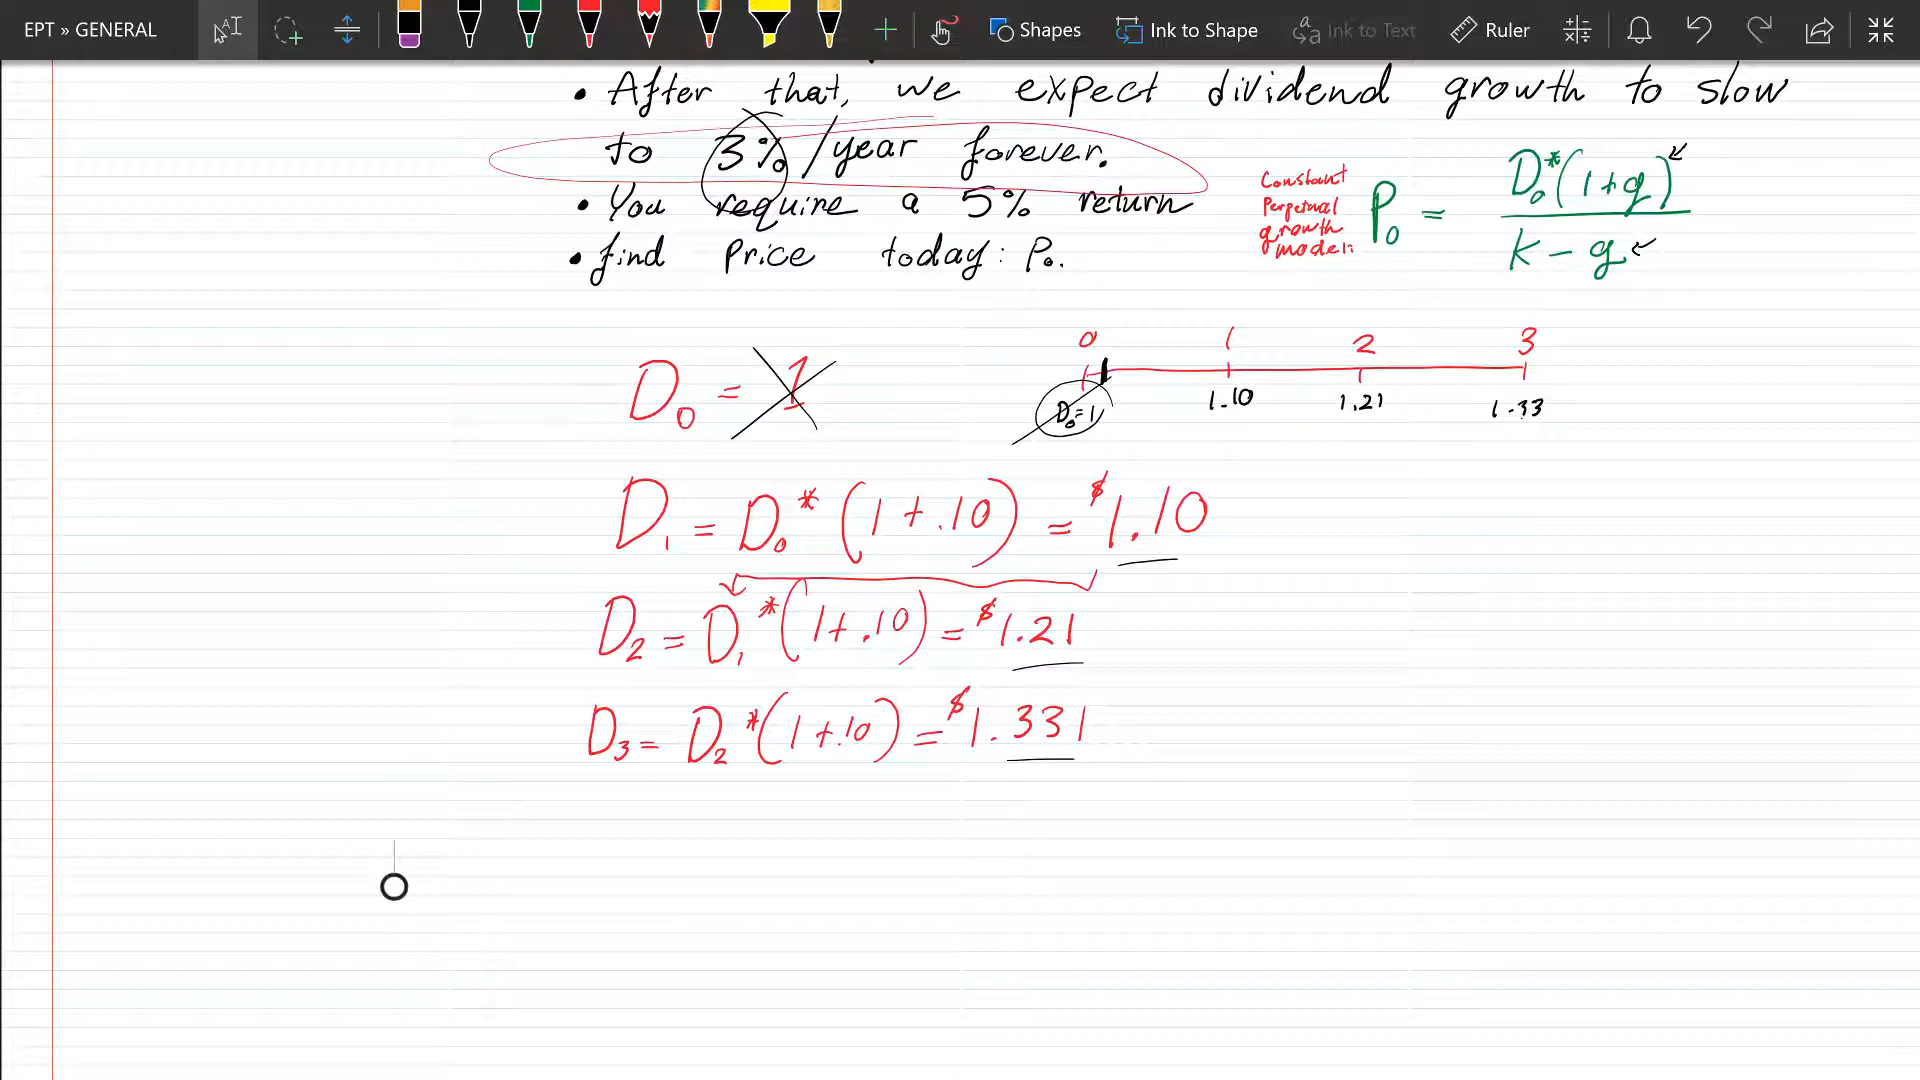 EPT » GENERAL
Shapes
Ink to Shape
Ink to Text
Ruler
• After that, we expect dividend growth to slow
to 3% /year forever.
• You require a 5% return
• find Price today: P₀.
Constant
Perpetual
growth
model:
P₀ = D₀*(1+g) / k – g
0 1 2 3
D₀=1 1.10 1.21 1.33
D₀ = 1
D₁ = D₀*(1+.10) = $1.10
D₂ = D₁*(1+.10) = $1.21
D₃ = D₂*(1+.10) = $1.331